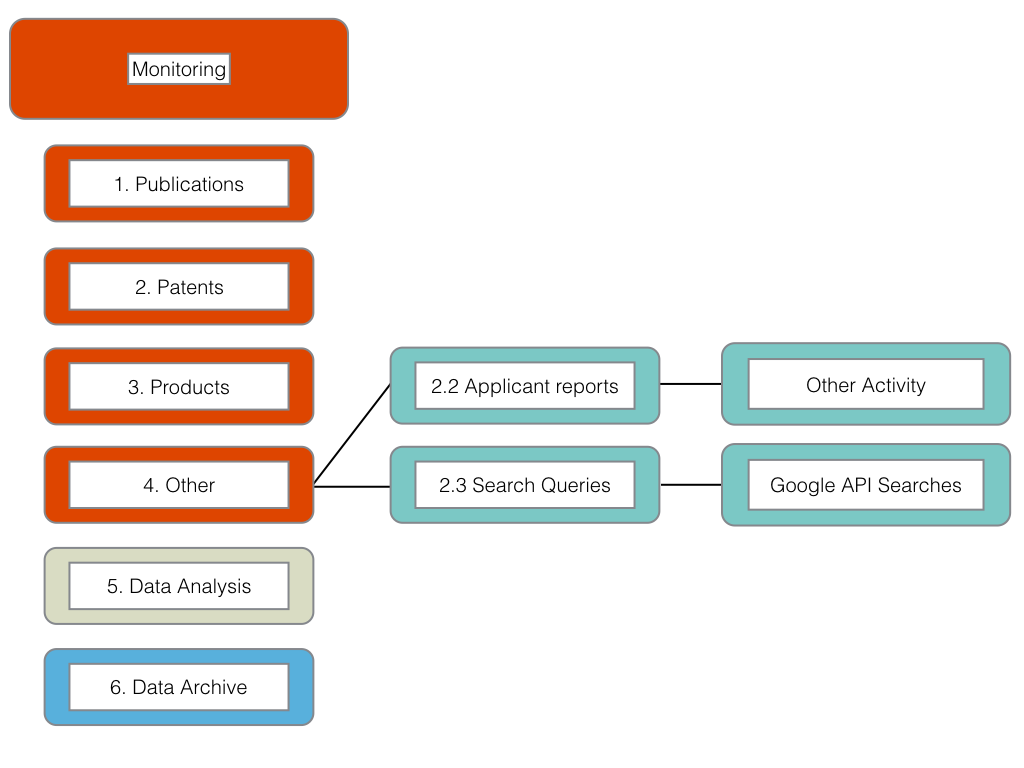 Monitoring
1. Publications
2. Patents
3. Products
2.2 Applicant reports
Other Activity
4. Other
2.3 Search Queries
Google API Searches
5. Data Analysis
6. Data Archive